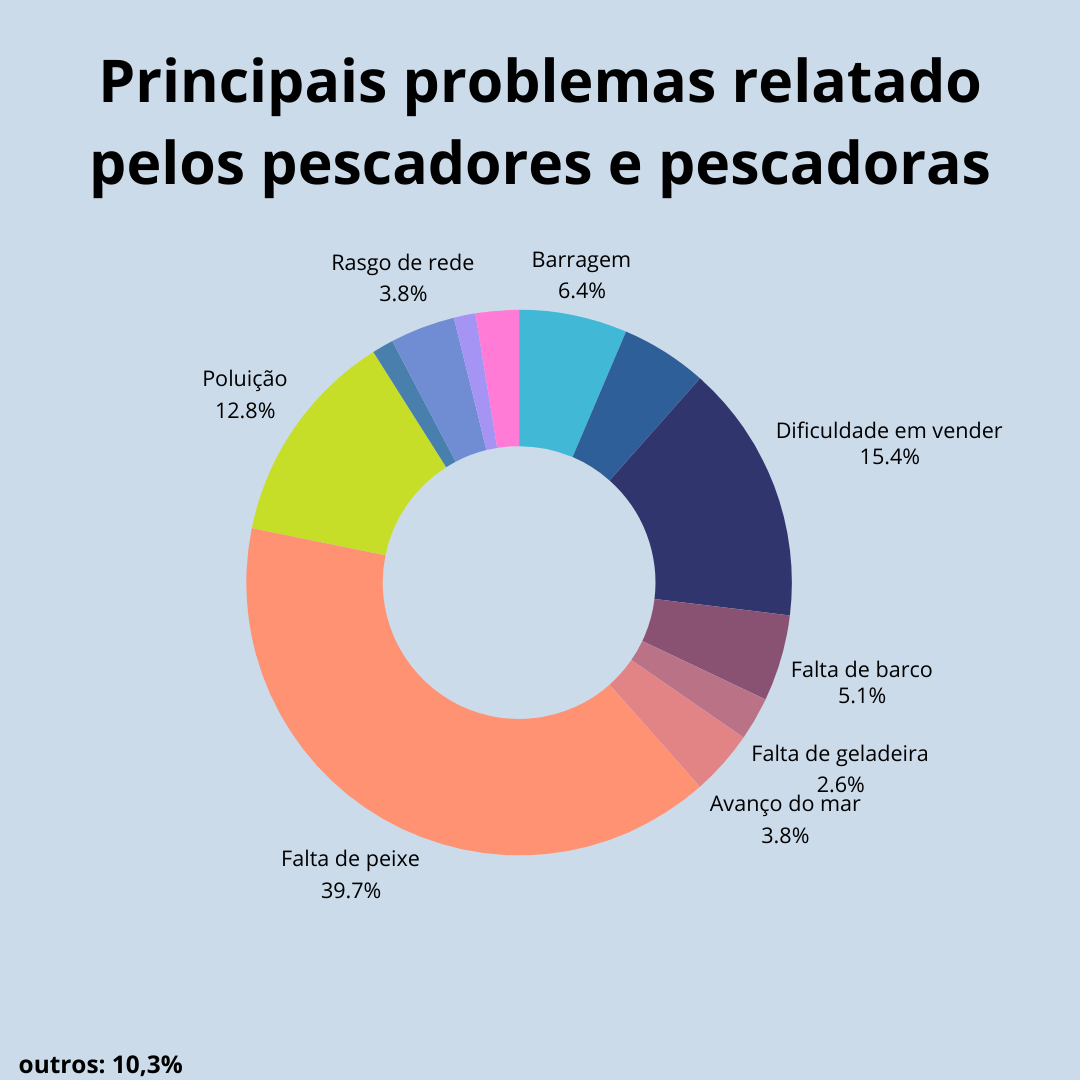 Principais problemas relatado
pelos pescadores e pescadoras
Rasgo de rede
3.8%
Barragem
6.4%
Poluição
12.8%
Dificuldade em vender
15.4%
Falta de barco
5.1%
Falta de geladeira
2.6%
Avanço do mar
3.8%
Falta de peixe
39.7%
outros: 10,3%